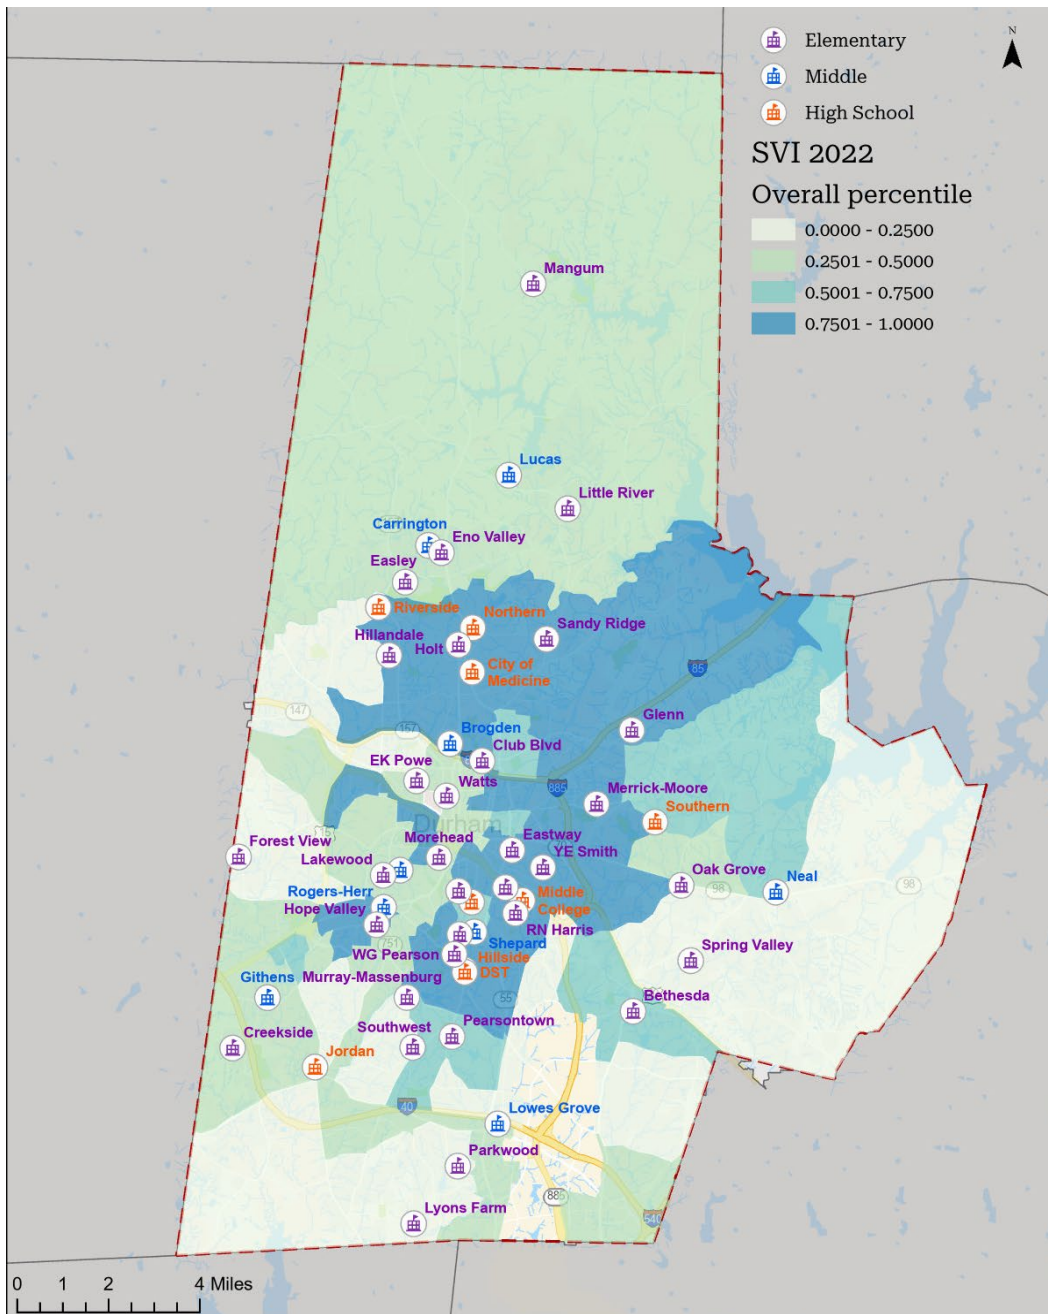 N
Elementary
Middle
High School
SVI 2022
Overall percentile
0.0000 - 0.2500
0.2501 - 0.5000
0.5001 - 0.7500
0.7501 - 1.0000
Mangum
Lucas
Little River
Carrington
Eno Valley
Easley
Riverside
Northern
Sandy Ridge
Hillandale
Holt
City of
Medicine
85
147
Glenn
157
Brogden
Club Blvd
EK Powe
Watts
885
Merrick-Moore
Southern
Durham
Morehead
Eastway
Forest View
Lakewood
YE Smith
Oak Grove
Neal
98
98
Rogers-Herr
Middle
College
Hope Valley
RN Harris
751
Shepard
WG Pearson
Hillside
Spring Valley
DST
Githens
Murray-Massenburg
55
Bethesda
Creekside
Southwest
Pearsontown
Jordan
40
Lowes Grove
Parkwood
885
Lyons Farm
540
0 1 2 4 Miles